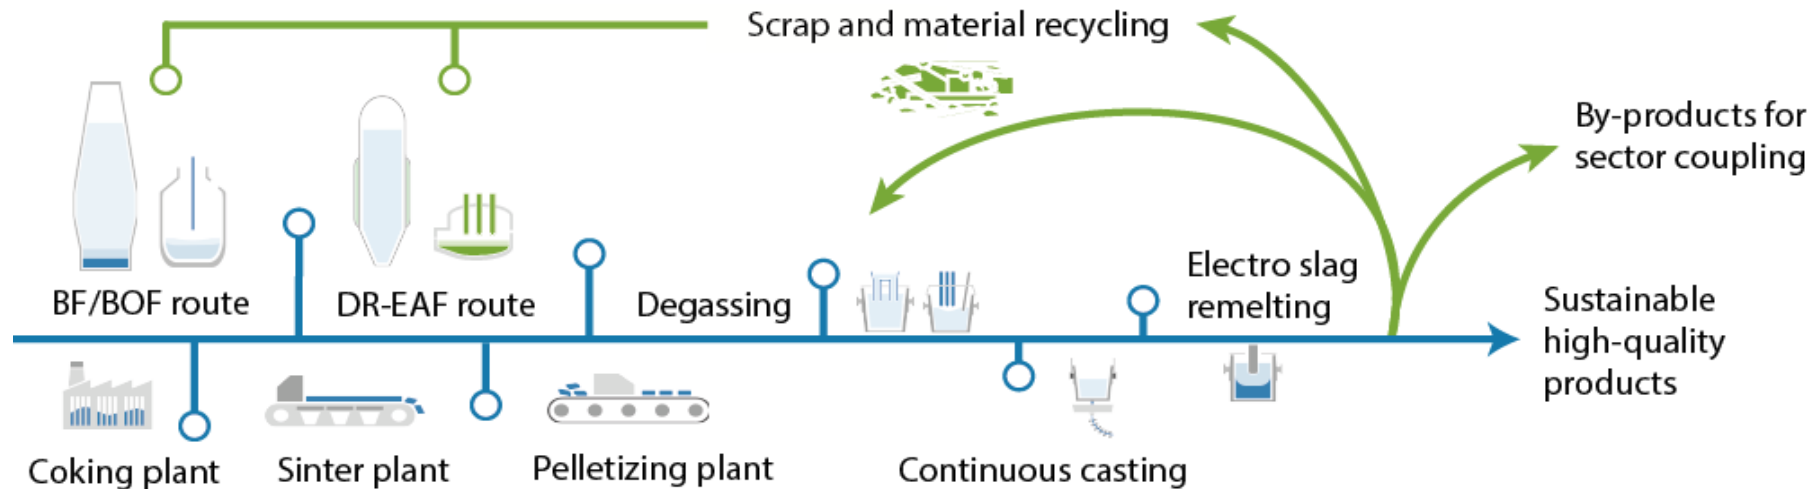 Scrap and material recycling
By-products for
sector coupling
BF/BOF route
DR-EAF route
Degassing
Electro slag
remelting
Sustainable
high-quality
products
Coking plant
Sinter plant
Pelletizing plant
Continuous casting